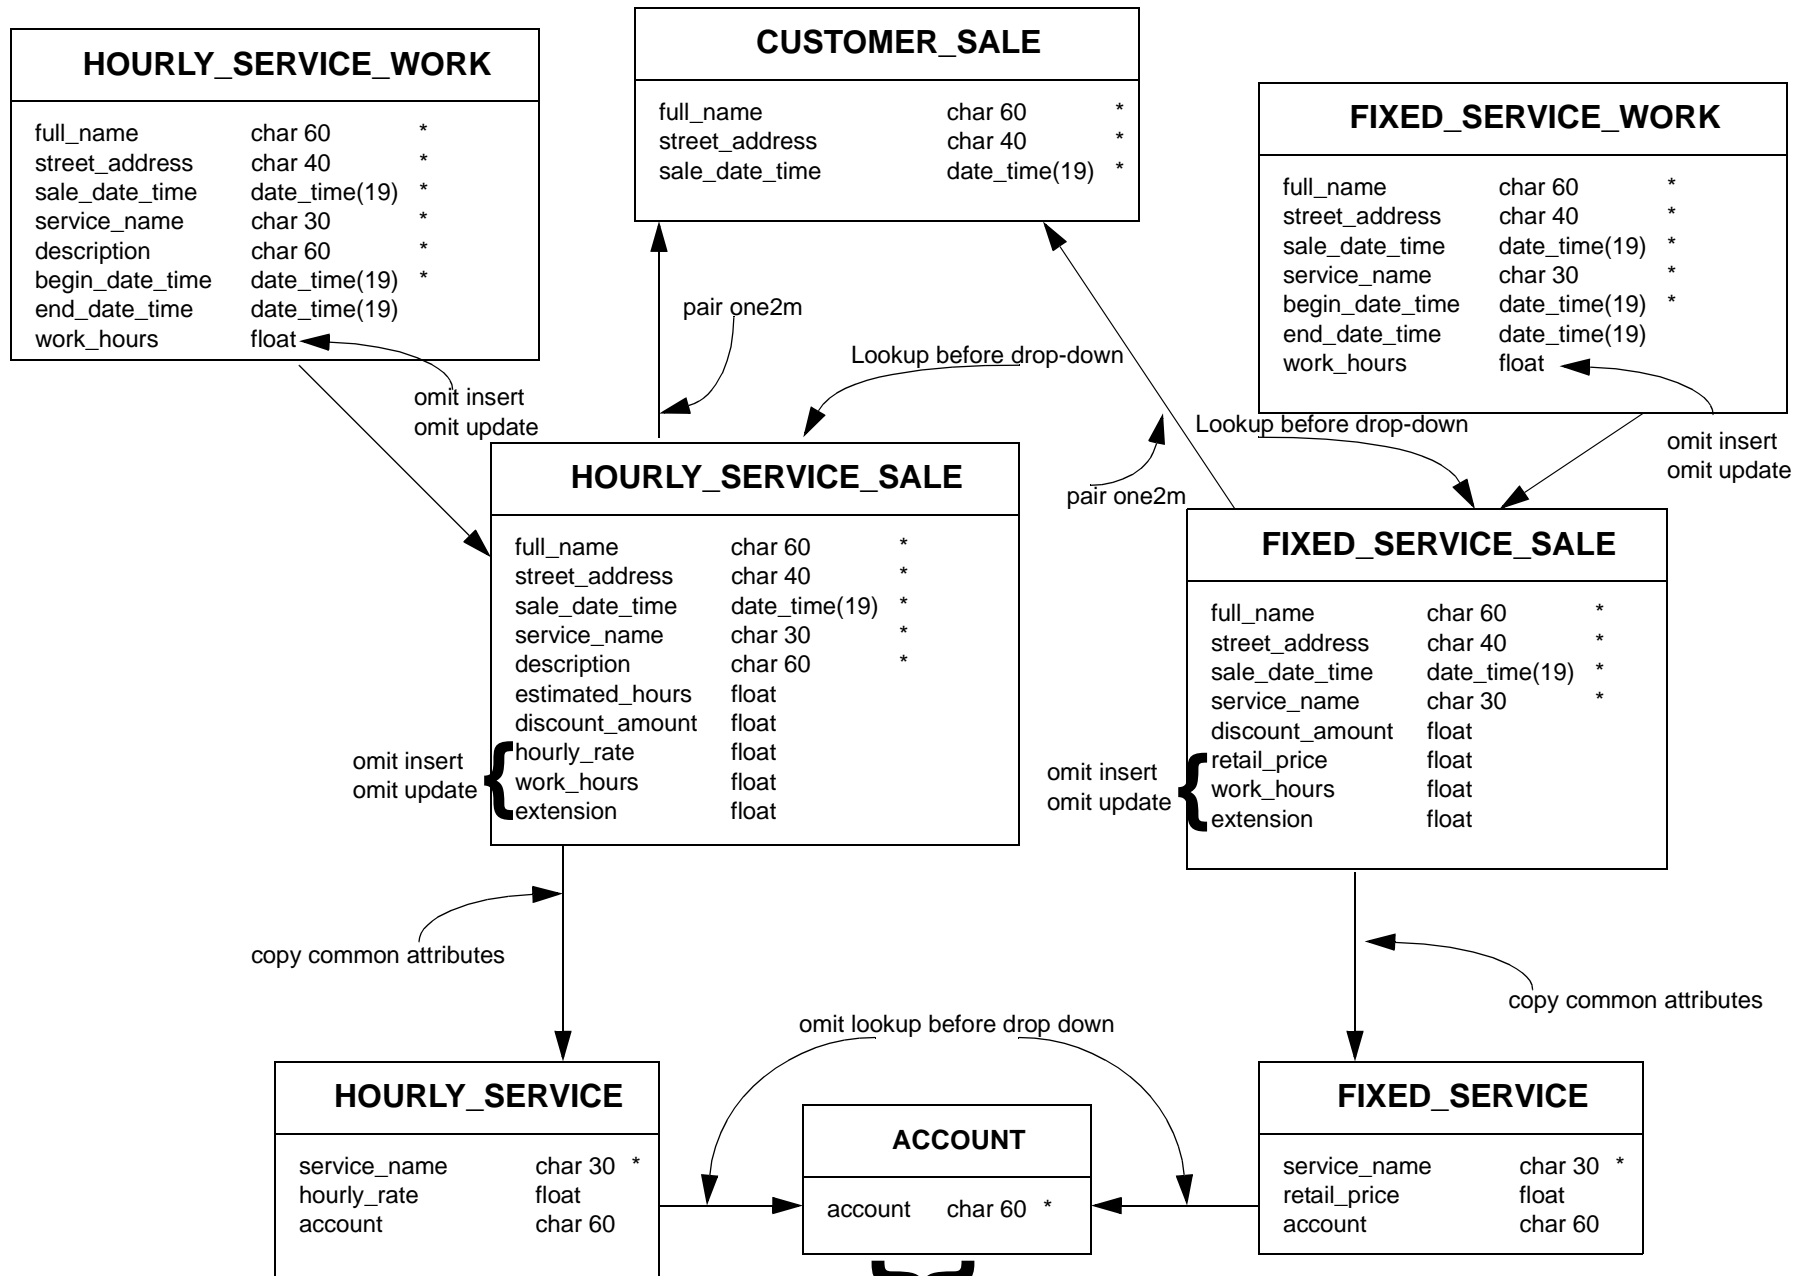 HOURLY_SERVICE_WORK
full_name char 60 *
street_address char 40 *
sale_date_time date_time(19) *
service_name char 30 *
description char 60 *
begin_date_time date_time(19) *
end_date_time date_time(19)
work_hours float
omit insert
omit update
CUSTOMER_SALE
full_name char 60 *
street_address char 40 *
sale_date_time date_time(19) *
FIXED_SERVICE_WORK
full_name char 60 *
street_address char 40 *
sale_date_time date_time(19) *
service_name char 30 *
begin_date_time date_time(19) *
end_date_time date_time(19)
work_hours float
omit insert
omit update
pair one2m
Lookup before drop-down
Lookup before drop-down
pair one2m
HOURLY_SERVICE_SALE
full_name char 60 *
street_address char 40 *
sale_date_time date_time(19) *
service_name char 30 *
description char 60 *
estimated_hours float
discount_amount float
hourly_rate float
work_hours float
extension float
omit insert
omit update
FIXED_SERVICE_SALE
full_name char 60 *
street_address char 40 *
sale_date_time date_time(19) *
service_name char 30 *
discount_amount float
retail_price float
work_hours float
extension float
omit insert
omit update
copy common attributes
copy common attributes
omit lookup before drop down
HOURLY_SERVICE
service_name char 30 *
hourly_rate float
account char 60
ACCOUNT
account char 60 *
FIXED_SERVICE
service_name char 30 *
retail_price float
account char 60